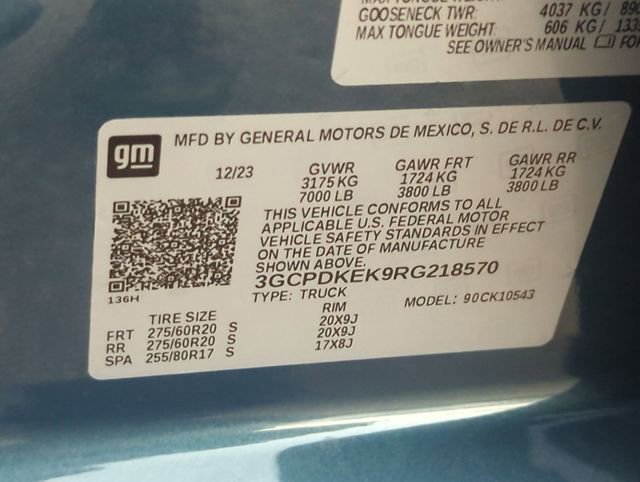 GOOSENECK TWR: 4037 KG/
MAX TONGUE WEIGHT: 606 KG/
SEE OWNER'S MANUAL
gm
MFD BY GENERAL MOTORS DE MEXICO, S. DE R.L. DE C.V.
12/23 GVWR GAWR FRT GAWR RR
3175 KG 1724 KG 1724 KG
7000 LB 3800 LB 3800 LB
THIS VEHICLE CONFORMS TO ALL
APPLICABLE U.S. FEDERAL MOTOR
VEHICLE SAFETY STANDARDS IN EFFECT
ON THE DATE OF MANUFACTURE
SHOWN ABOVE.
3GCPDKEK9RG218570
136H
TYPE: TRUCK MODEL: 90CK10543
TIRE SIZE RIM
FRT 275/60R20 S 20X9J
RR 275/60R20 S 20X9J
SPA 255/80R17 S 17X8J